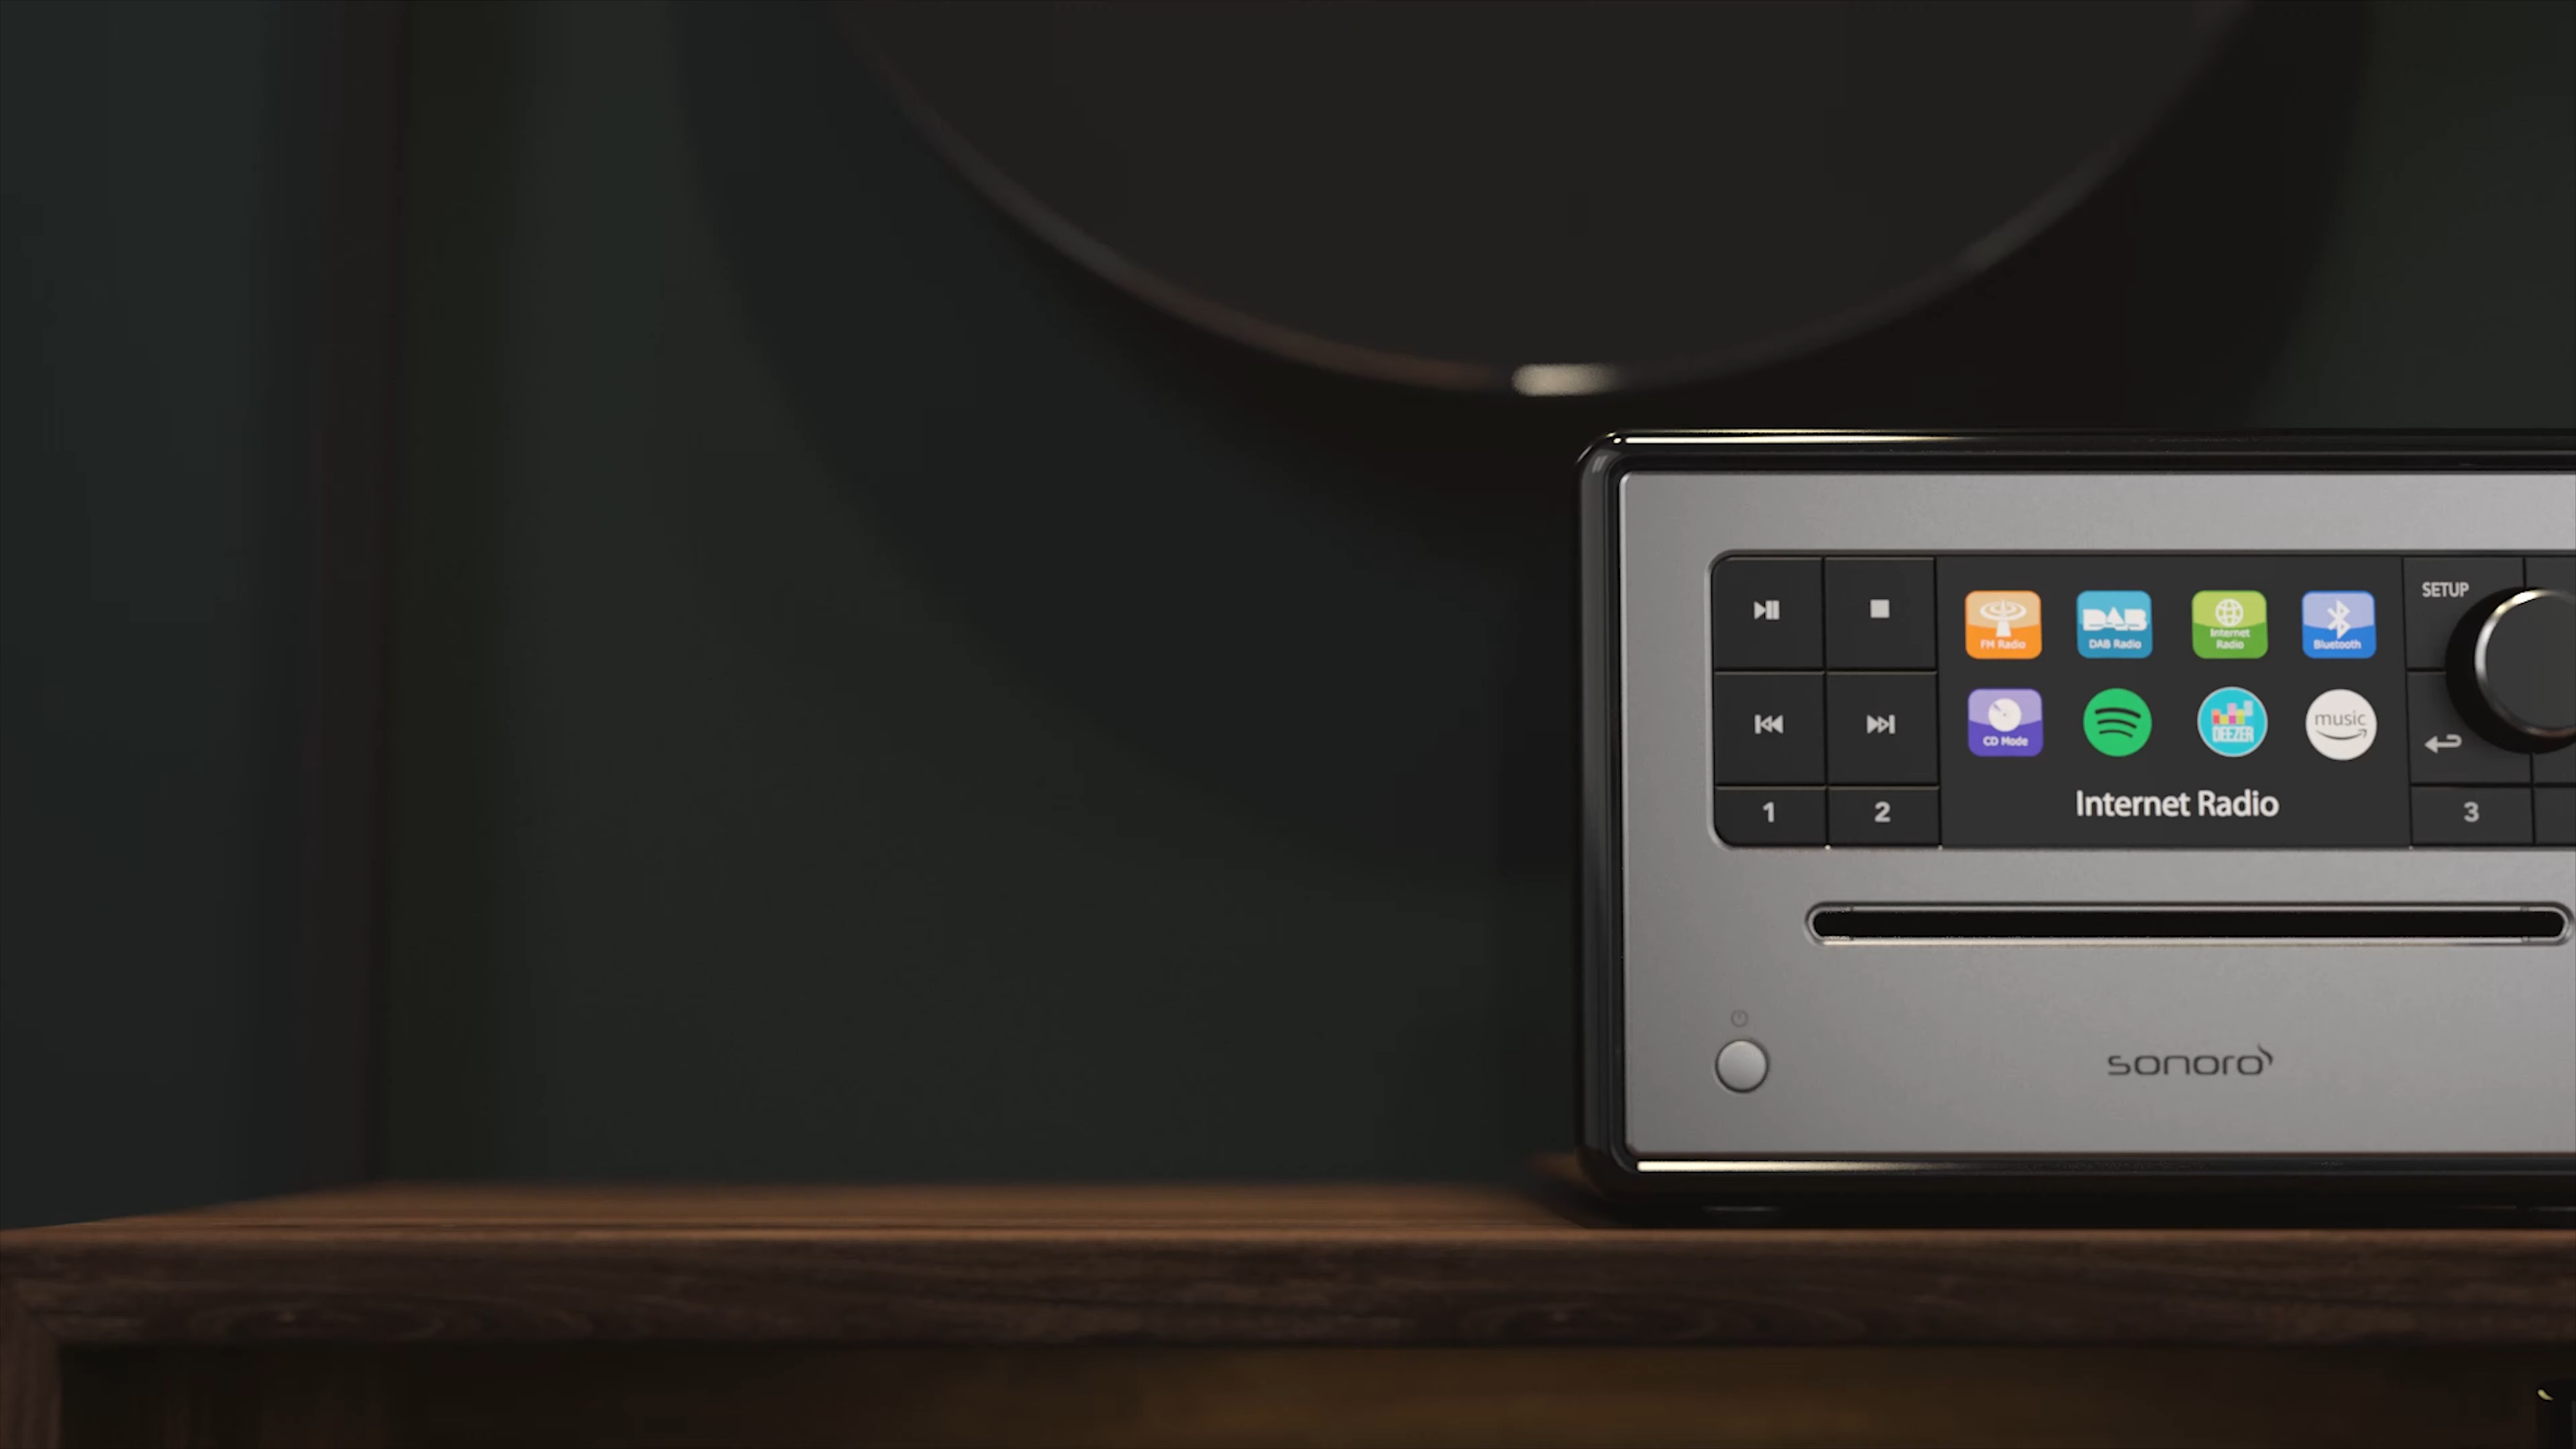 SETUP
FM Radio
DAB
DAB Radio
Internet
Radio
Bluetooth
CD Mode
DEEZER
music
Internet Radio
1
2
3
sonoro